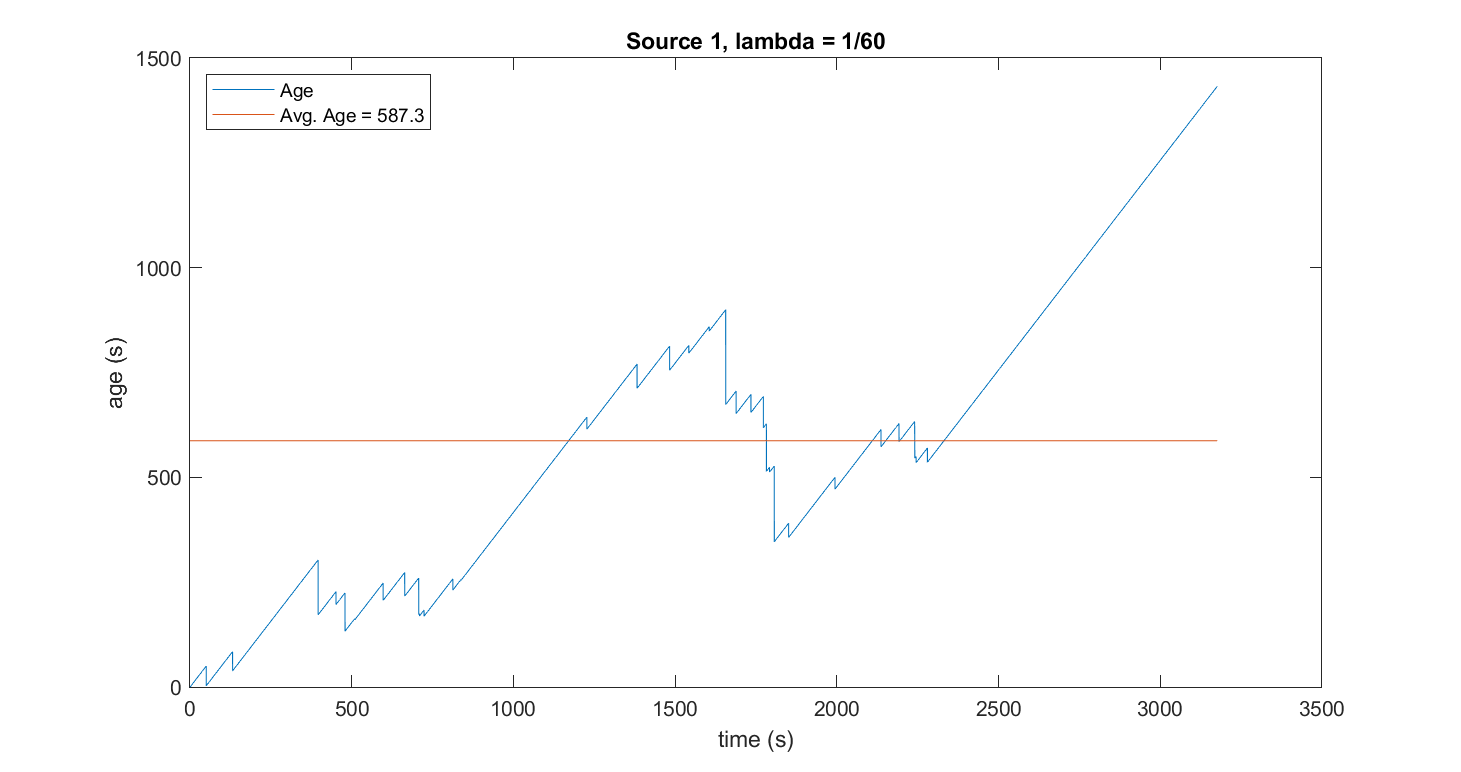 Source 1, lambda = 1/60
1500
Age
Avg. Age = 587.3
1000
age (s)
500
0
0 500 1000 1500 2000 2500 3000 3500
time (s)